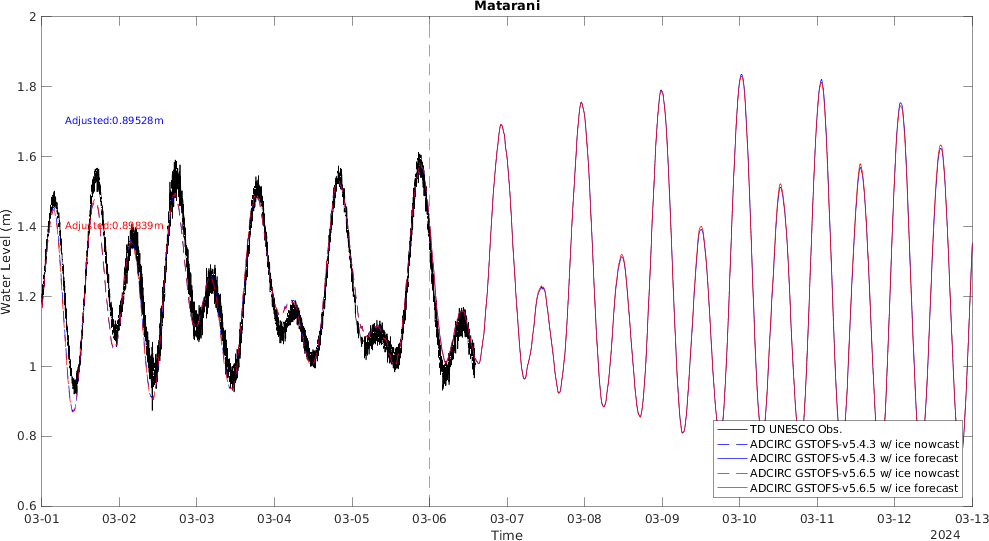 Matarani
2
1.8
1.6
1.4
1.2
1
0.8
0.6
Water Level (m)
Adjusted:0.89528m
Adjusted:0.89839m
TD UNESCO Obs.
ADCIRC GSTOFS-v5.4.3 w/ ice nowcast
ADCIRC GSTOFS-v5.4.3 w/ ice forecast
ADCIRC GSTOFS-v5.6.5 w/ ice nowcast
ADCIRC GSTOFS-v5.6.5 w/ ice forecast
03-01 03-02 03-03 03-04 03-05 03-06 03-07 03-08 03-09 03-10 03-11 03-12 03-13
Time
2024